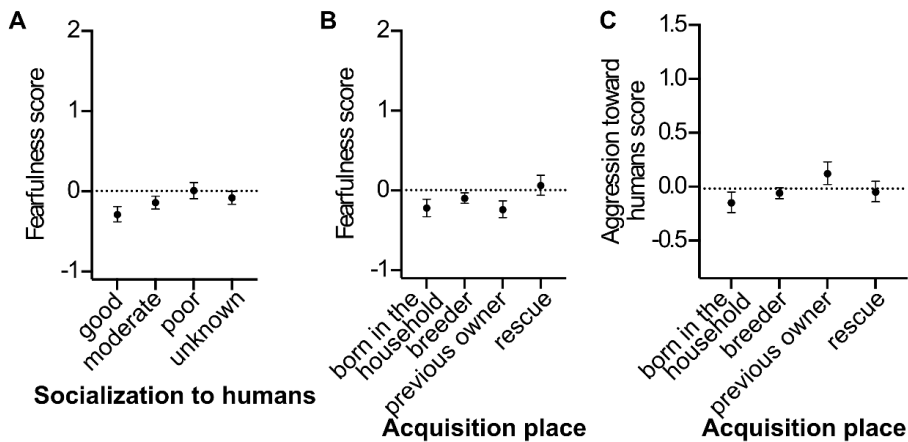 A
Fearfulness score
2
1
0
-1
good
moderate
poor
unknown
Socialization to humans
B
Fearfulness score
2
1
0
-1
born in the
household
breeder
previous owner
rescue
Acquisition place
C
Aggression toward
humans score
1.5
1.0
0.5
0.0
-0.5
born in the
household
breeder
previous owner
rescue
Acquisition place